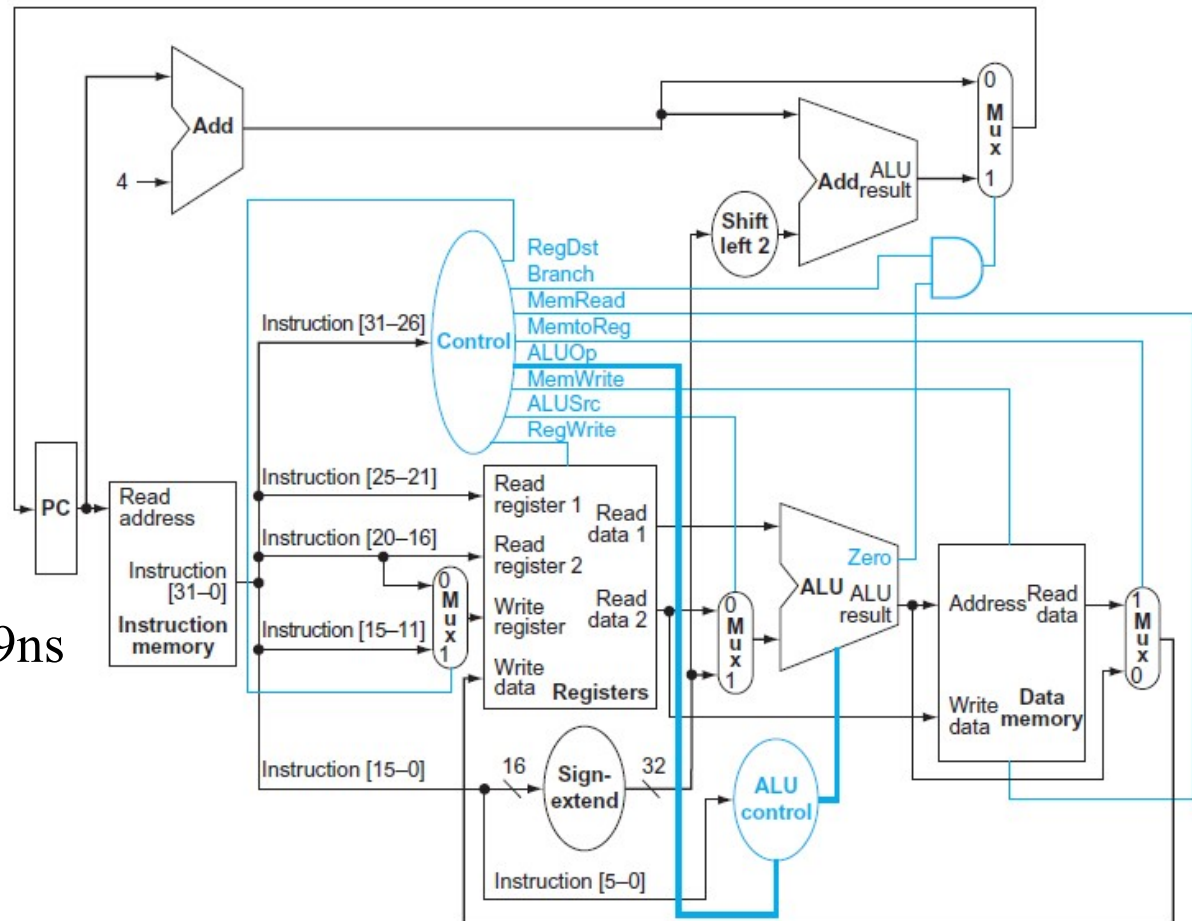 0
M
u
x
1
Add
4
Add ALU
result
Shift
left 2
RegDst
Branch
MemRead
MemtoReg
ALUOp
MemWrite
ALUSrc
RegWrite
Instruction [31–26]
Control
PC
Read
address
Instruction
[31–0]
Instruction
memory
9ns
Instruction [25–21]
Instruction [20–16]
Instruction [15–11]
0
M
u
x
1
Read
register 1
Read
register 2
Write
register
Write
data
Read
data 1
Read
data 2
Registers
0
M
u
x
1
Zero
ALU ALU
result
Address Read
data
Write
data
Data
memory
1
M
u
x
0
Instruction [15–0]
16
Sign-
extend
32
ALU
control
Instruction [5–0]